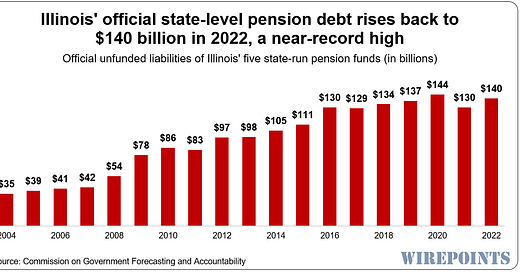 Illinois' official state-level pension debt rises back to
$140 billion in 2022, a near-record high
Official unfunded liabilities of Illinois' five state-run pension funds (in billions)
$35 $39 $41 $42 $54 $78 $86 $83 $97 $98 $105 $111 $130 $129 $134 $137 $144 $130 $140
2004 2006 2008 2010 2012 2014 2016 2018 2020 2022
ource: Commission on Government Forecasting and Accountability
WIREPOINTS